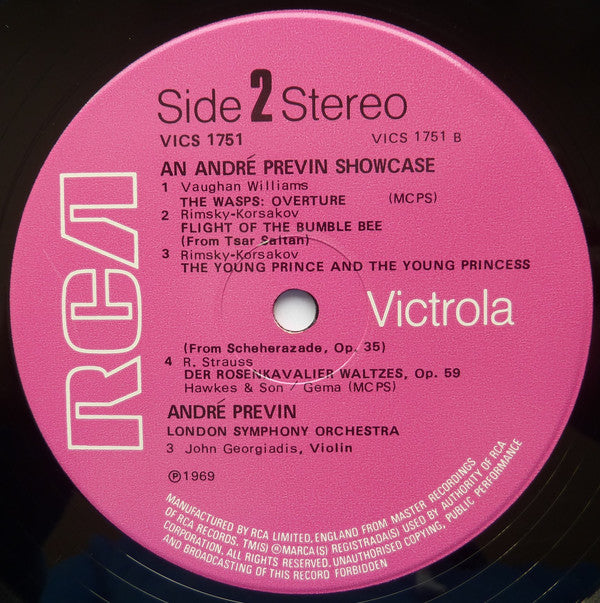 Side 2 Stereo
VICS 1751
VICS 1751 B
AN ANDRÉ PREVIN SHOWCASE
1 Vaughan Williams
THE WASPS: OVERTURE (MCPS)
2 Rimsky-Korsakov
FLIGHT OF THE BUMBLE BEE
(From Tsar Saltan)
3 Rimsky-Korsakov
THE YOUNG PRINCE AND THE YOUNG PRINCESS
RCA
Victrola
(From Scheherazade, Op. 35)
4 R. Strauss
DER ROSENKAVALIER WALTZES, Op. 59
Hawkes & Son / Gema (MCPS)
ANDRÉ PREVIN
LONDON SYMPHONY ORCHESTRA
3 John Georgiadis, Violin
℗1969
MANUFACTURED BY RCA LIMITED, ENGLAND FROM MASTER RECORDINGS
OF RCA RECORDS. TM(S) ® MARCA(S) REGISTRADA(S) USED BY AUTHORITY OF RCA
CORPORATION. ALL RIGHTS RESERVED. UNAUTHORISED COPYING, PUBLIC PERFORMANCE
AND BROADCASTING OF THIS RECORD FORBIDDEN